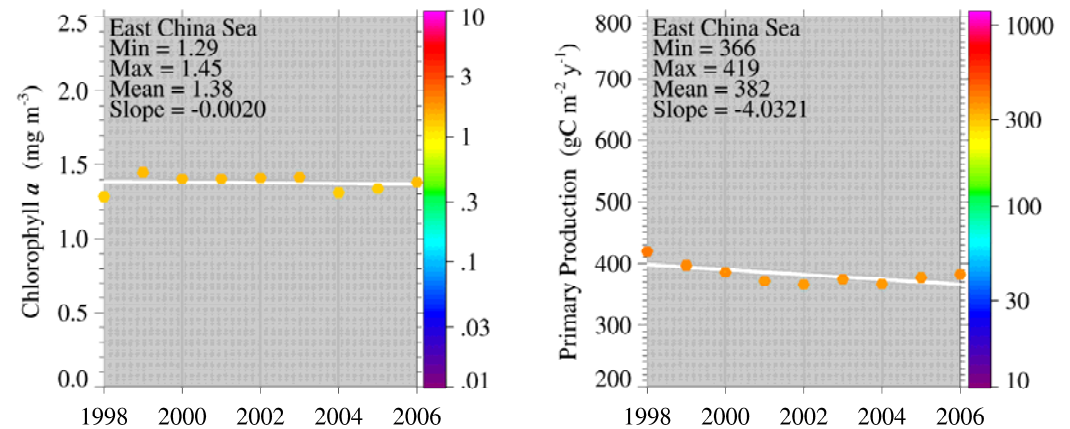 East China Sea
Min = 1.29
Max = 1.45
Mean = 1.38
Slope = -0.0020
Chlorophyll a (mg m-3)
2.5
2.0
1.5
1.0
0.5
0.0
1998 2000 2002 2004 2006
10
3
1
.3
.1
.03
.01
East China Sea
Min = 366
Max = 419
Mean = 382
Slope = -4.0321
Primary Production (gC m-2 y-1)
800
700
600
500
400
300
200
1998 2000 2002 2004 2006
1000
300
100
30
10